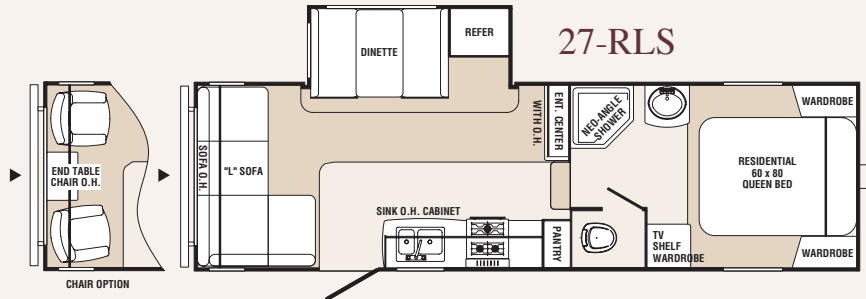 27-RLS
DINETTE
REFER
END TABLE
CHAIR O.H.
CHAIR OPTION
SOFA O.H.
"L" SOFA
SINK O.H. CABINET
ENT. CENTER
WITH O.H.
PANTRY
NEO-ANGLE
SHOWER
TV
SHELF
WARDROBE
WARDROBE
RESIDENTIAL
60 x 80
QUEEN BED
WARDROBE